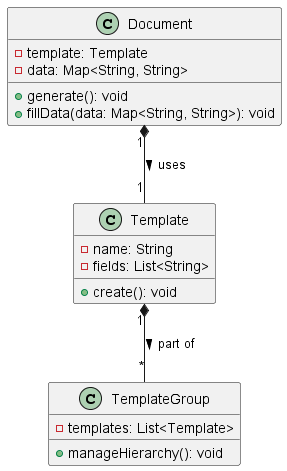 C Document
template: Template
data: Map<String, String>
generate(): void
fillData(data: Map<String, String>): void
1
uses
1
C Template
name: String
fields: List<String>
create(): void
1
part of
*
C TemplateGroup
templates: List<Template>
manageHierarchy(): void